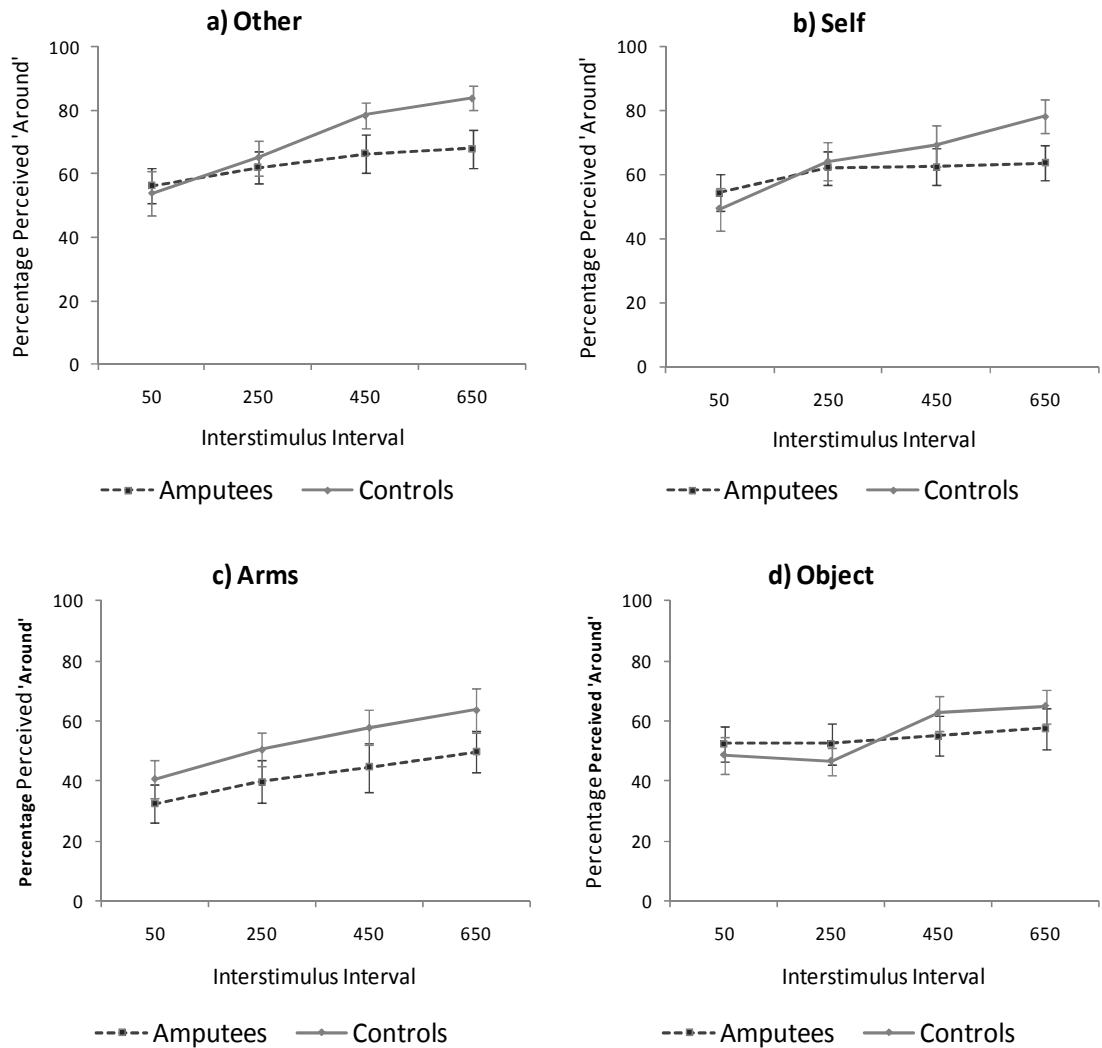 a) Other
Percentage Perceived 'Around'
100
80
60
40
20
0
50 250 450 650
Interstimulus Interval
Amputees Controls
b) Self
Percentage Perceived 'Around'
100
80
60
40
20
0
50 250 450 650
Interstimulus Interval
Amputees Controls
c) Arms
Percentage Perceived 'Around'
100
80
60
40
20
0
50 250 450 650
Interstimulus Interval
Amputees Controls
d) Object
Percentage Perceived 'Around'
100
80
60
40
20
0
50 250 450 650
Interstimulus Interval
Amputees Controls